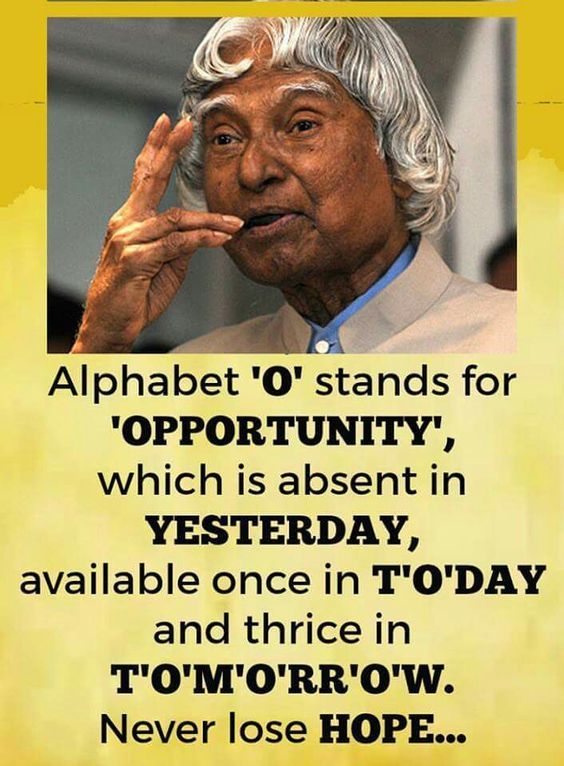 Alphabet 'O' stands for
'OPPORTUNITY',
which is absent in
YESTERDAY,
available once in T'O'DAY
and thrice in
T'O'M'O'RR'O'W.
Never lose HOPE...